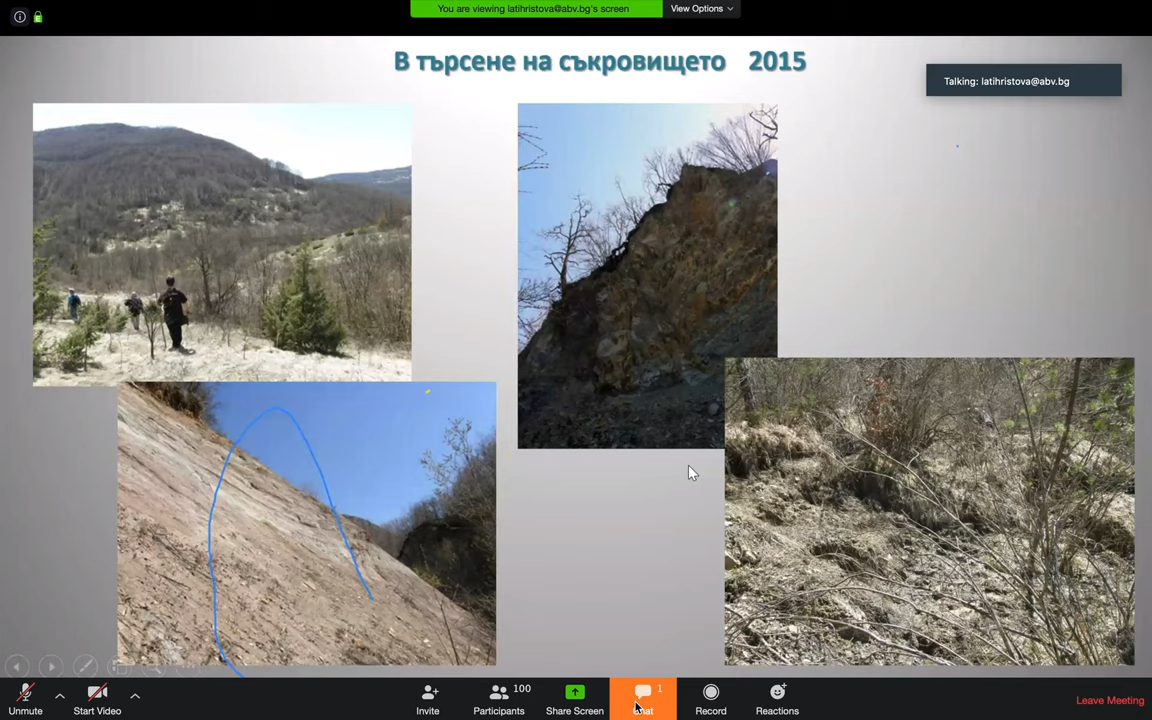 You are viewing latihristova@abv.bg's screen
View Options
В търсене на съкровището 2015
Talking: latihristova@abv.bg
Unmute
Start Video
Invite
Participants
100
Share Screen
Chat
1
Record
Reactions
Leave Meeting